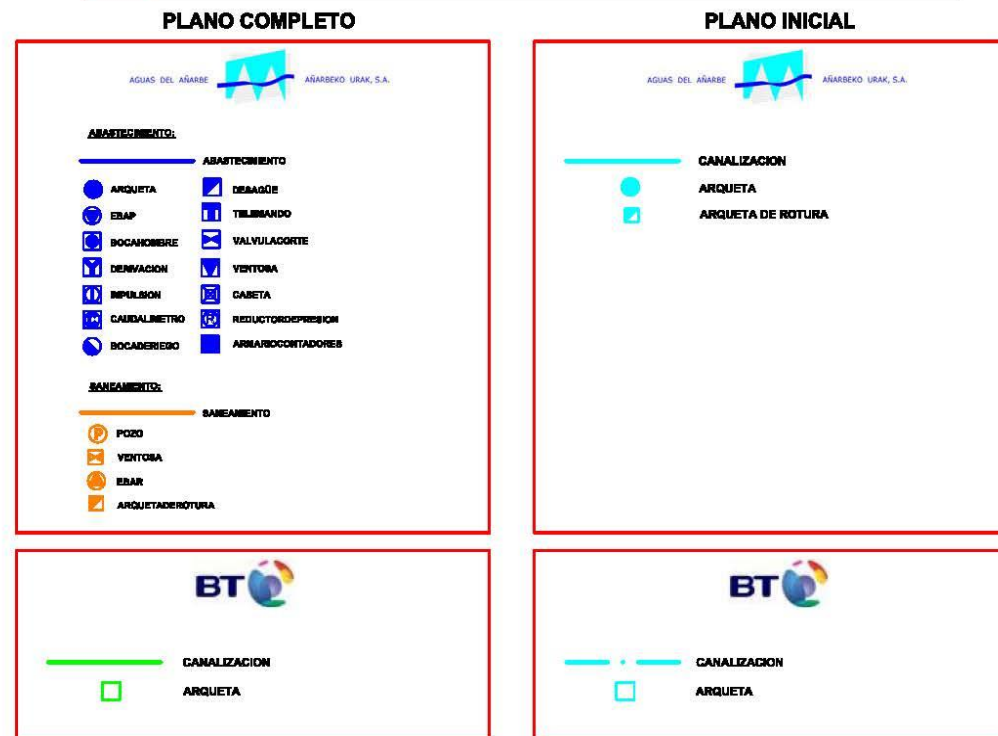 PLANO COMPLETO
AGUAS DEL AÑARBE AÑARBEKO URAK, S.A.
ABASTECIMIENTO:
ABASTECIMIENTO
ARQUETA DESAGÜE
EBAP TELEMANDO
BOCAHOMBRE VALVULACORTE
DERIVACION VENTOSA
IMPULSION CASETA
CAUDALIMETRO REDUCTORDEPRESION
BOCADERIEGO ARMARIOCONTADORES
SANEAMIENTO:
SANEAMIENTO
P POZO
VENTOSA
EBAR
ARQUETADEROTURA
BT
CANALIZACION
ARQUETA
PLANO INICIAL
AGUAS DEL AÑARBE AÑARBEKO URAK, S.A.
CANALIZACION
ARQUETA
ARQUETA DE ROTURA
BT
CANALIZACION
ARQUETA